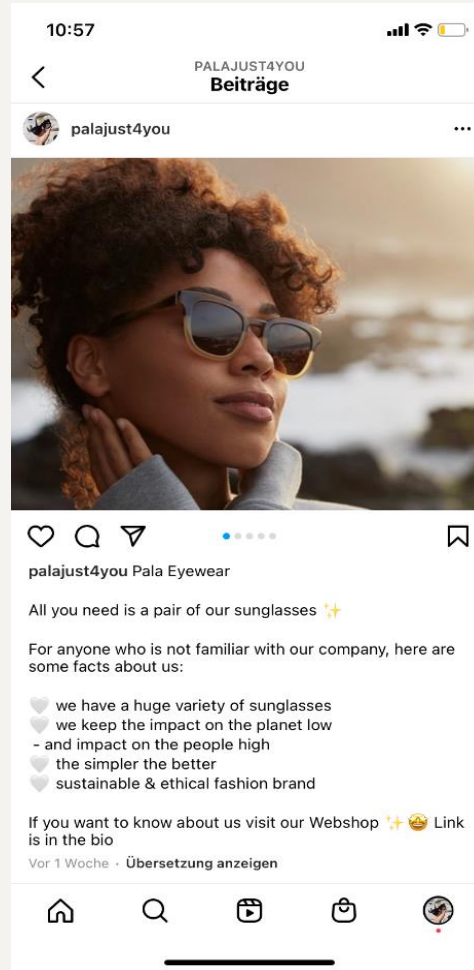 10:57
PALAJUST4YOU
Beiträge
palajust4you
palajust4you Pala Eyewear
All you need is a pair of our sunglasses ✨
For anyone who is not familiar with our company, here are
some facts about us:
🤍 we have a huge variety of sunglasses
🤍 we keep the impact on the planet low
- and impact on the people high
🤍 the simpler the better
🤍 sustainable & ethical fashion brand
If you want to know about us visit our Webshop ✨🤩 Link
is in the bio
Vor 1 Woche · Übersetzung anzeigen